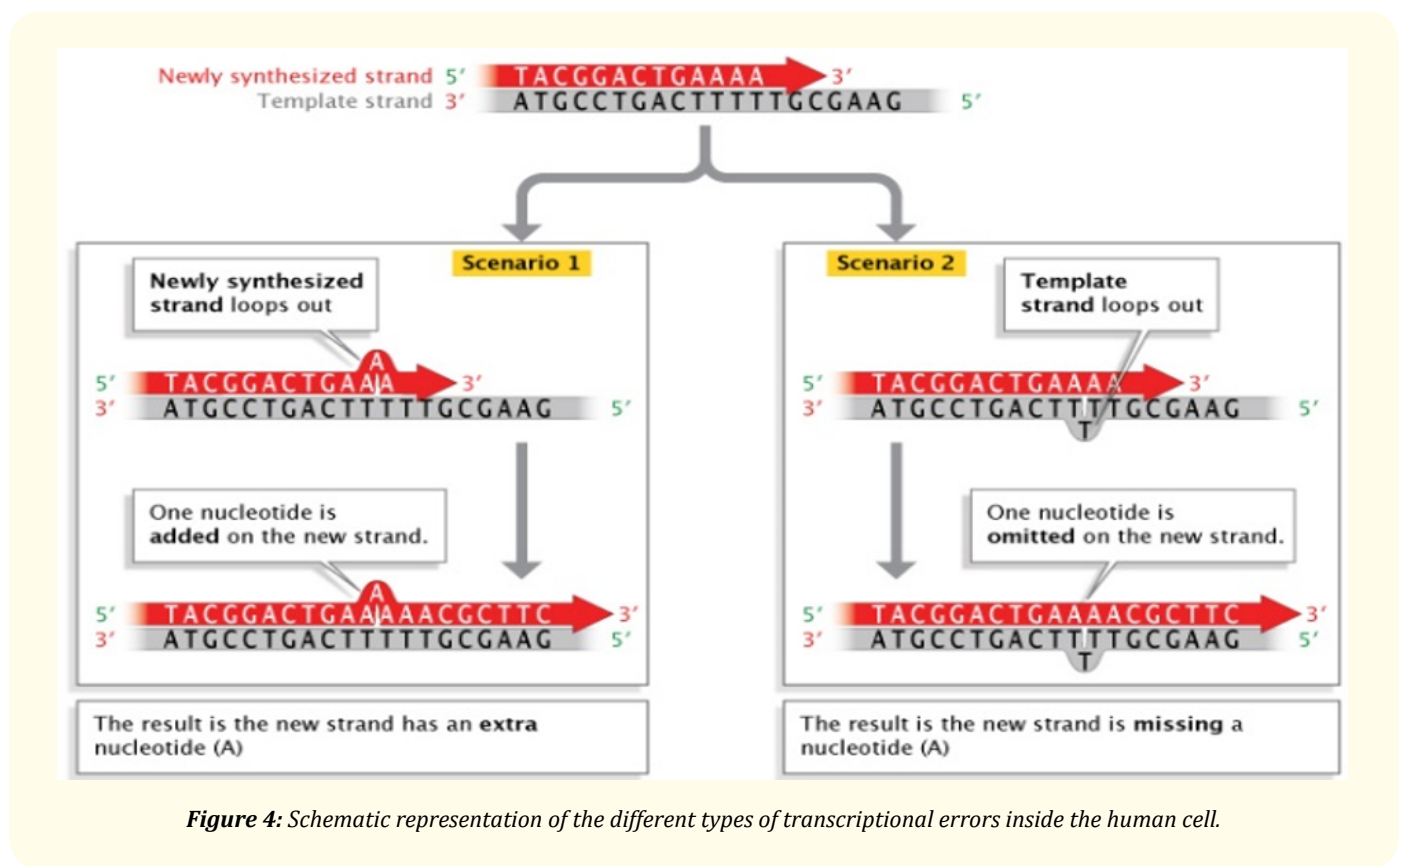 Newly synthesized strand 5′ TACGGACTGAAAA 3′
Template strand 3′ ATGCCTGACTTTTTGCGAAG 5′
Scenario 1
Newly synthesized
strand loops out
A
5′ TACGGACTGAAA 3′
3′ ATGCCTGACTTTTTGCGAAG 5′
One nucleotide is
added on the new strand.
A
5′ TACGGACTGAAAAACGCTTC 3′
3′ ATGCCTGACTTTTTGCGAAG 5′
The result is the new strand has an extra
nucleotide (A)
Scenario 2
Template
strand loops out
5′ TACGGACTGAAAA 3′
3′ ATGCCTGACTTTTGCGAAG 5′
T
One nucleotide is
omitted on the new strand.
5′ TACGGACTGAAAACGCTTC 3′
3′ ATGCCTGACTTTTGCGAAG 5′
T
The result is the new strand is missing a
nucleotide (A)
Figure 4: Schematic representation of the different types of transcriptional errors inside the human cell.